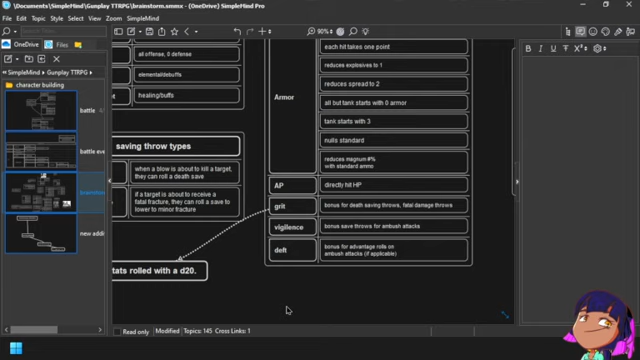 \Documents\SimpleMind\Gunplay TTRPG\brainstorm.smmx* (OneDrive) SimpleMind Pro
File Edit Select View Zoom SimpleMind
90%
OneDrive Files
SimpleMind/Gunplay TTRPG
character building
battle
battle eve
brainstorm
new addi
all offense, 0 defense
elemental/debuffs
healing/buffs
saving throw types
when a blow is about to kill a target,
they can roll a death save
if a target is about to receive a
fatal fracture, they can roll a save to
lower to minor fracture
tats rolled with a d20.
Armor
each hit takes one point
reduces explosives to 1
reduces spread to 2
all but tank starts with 0 armor
tank starts with 3
nulls standard
reduces magnum #%
with standard ammo
AP
directly hit HP
grit
bonus for death saving throws, fatal damage throws
vigilence
bonus save throws for ambush attacks
deft
bonus for advantage rolls on
ambush attacks (if applicable)
B I U S
Read only Modified Topics: 145 Cross Links: 1